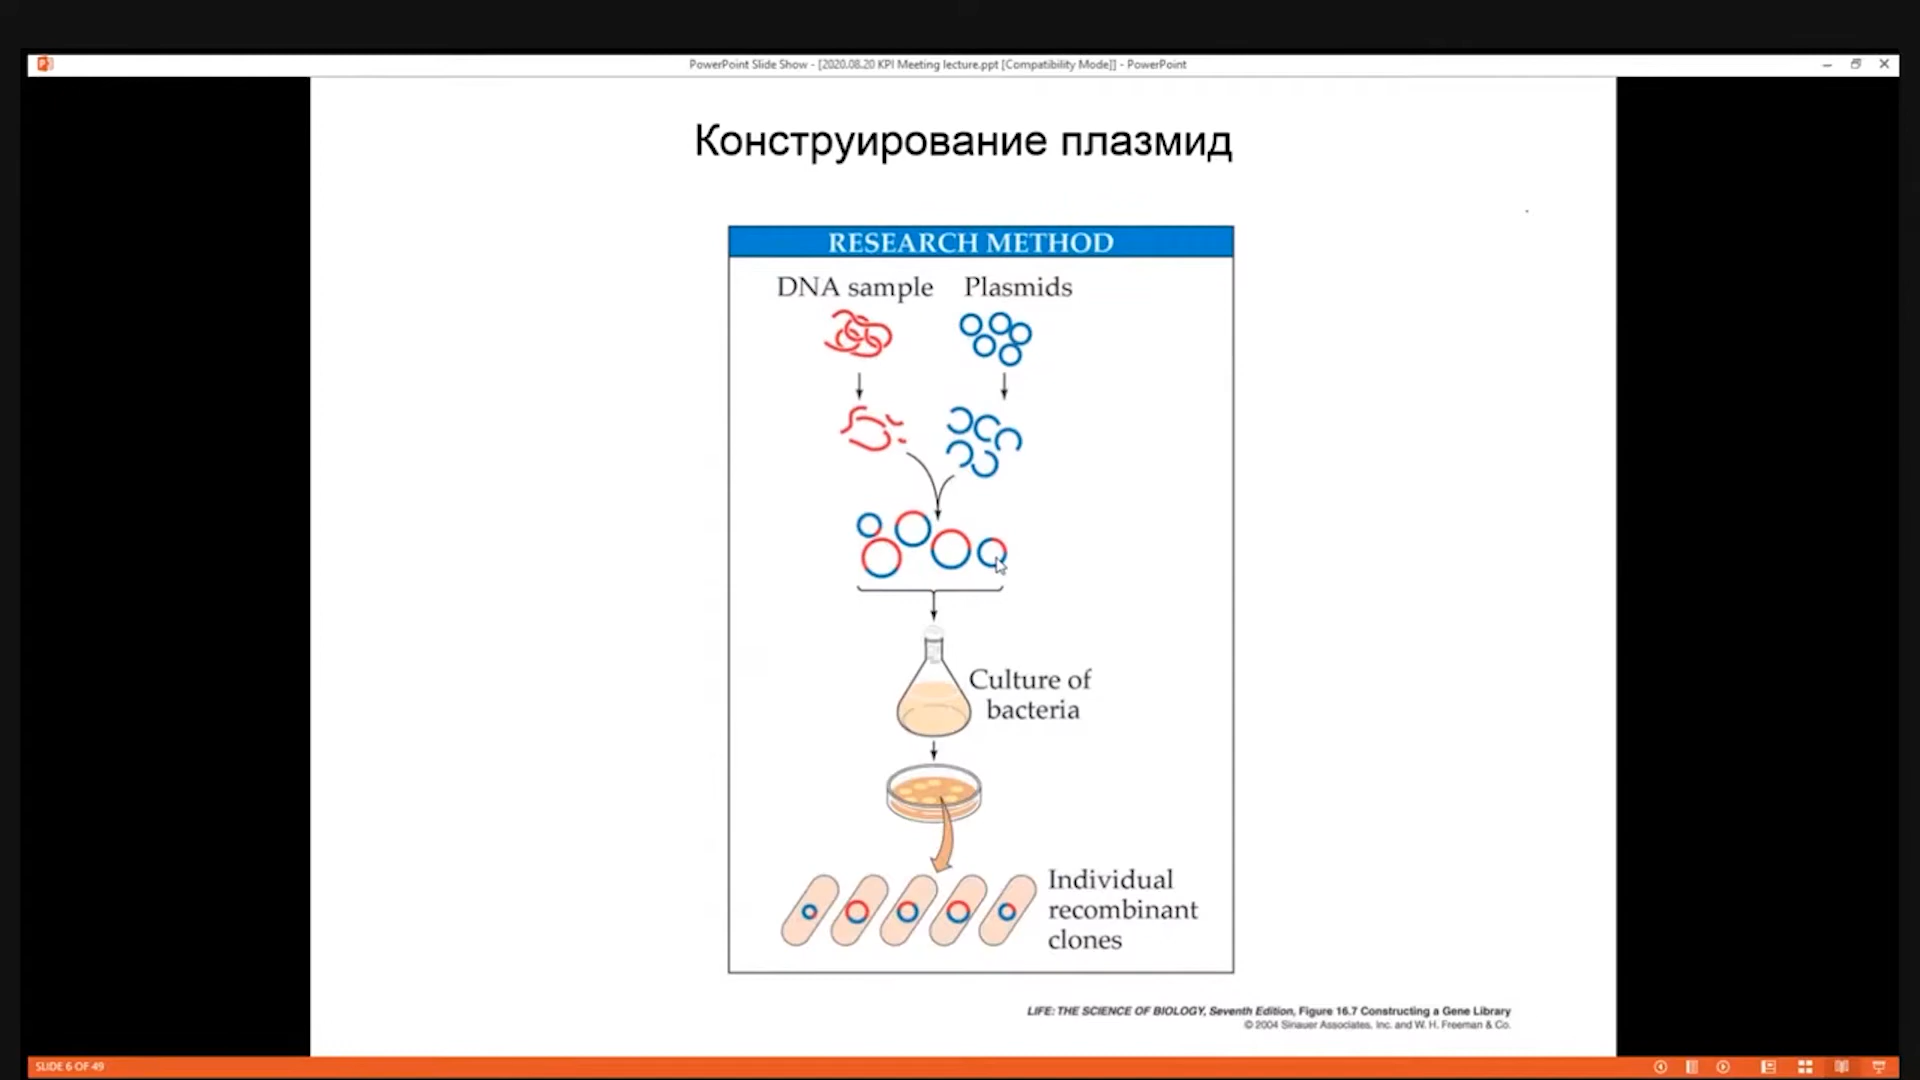 PowerPoint Slide Show - [2020.08.20 KPI Meeting lecture.ppt [Compatibility Mode]] - PowerPoint
Конструирование плазмид
RESEARCH METHOD
DNA sample Plasmids
Culture of
bacteria
Individual
recombinant
clones
LIFE: THE SCIENCE OF BIOLOGY, Seventh Edition, Figure 16.7 Constructing a Gene Library
© 2004 Sinauer Associates, Inc. and W. H. Freeman & Co.
SLIDE 6 OF 49